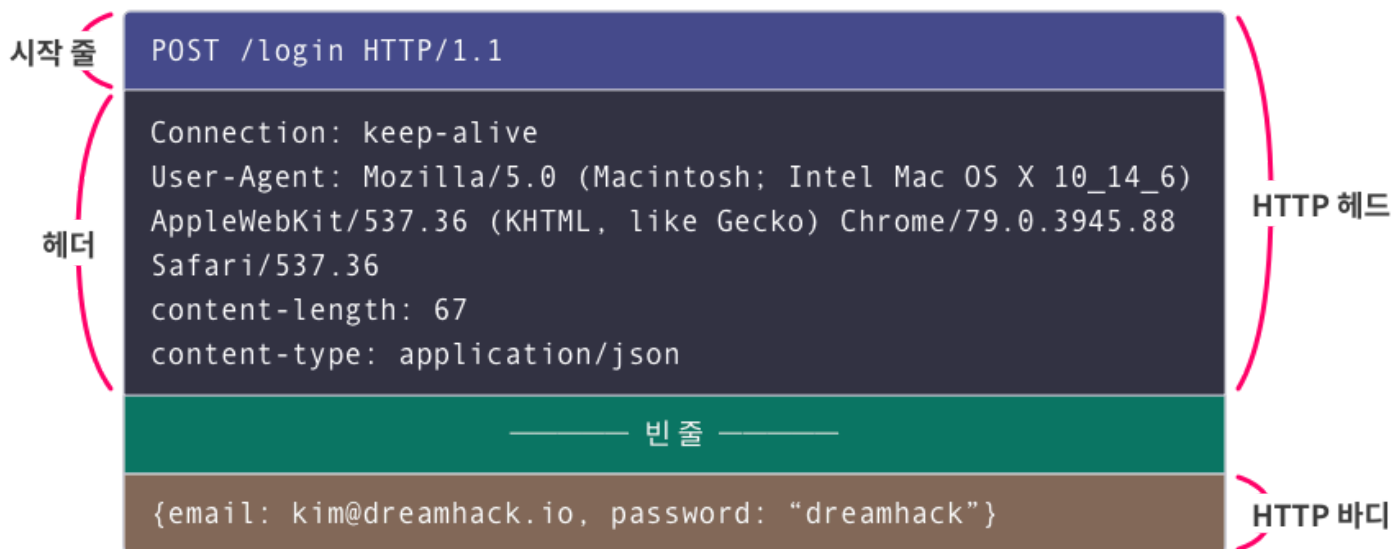 시작 줄
POST /login HTTP/1.1
헤더
Connection: keep-alive
User-Agent: Mozilla/5.0 (Macintosh; Intel Mac OS X 10_14_6)
AppleWebKit/537.36 (KHTML, like Gecko) Chrome/79.0.3945.88
Safari/537.36
content-length: 67
content-type: application/json
HTTP 헤드
——— 빈 줄 ———
{email: kim@dreamhack.io, password: “dreamhack”}
HTTP 바디